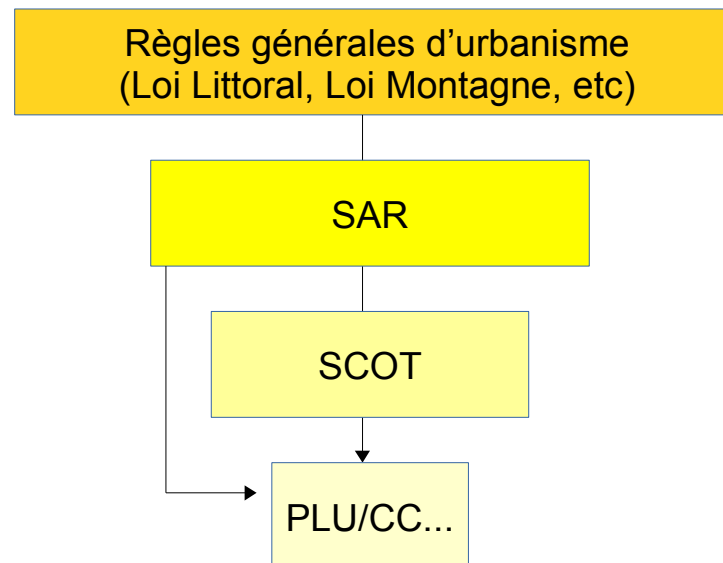 Règles générales d’urbanisme
(Loi Littoral, Loi Montagne, etc)
SAR
SCOT
PLU/CC...